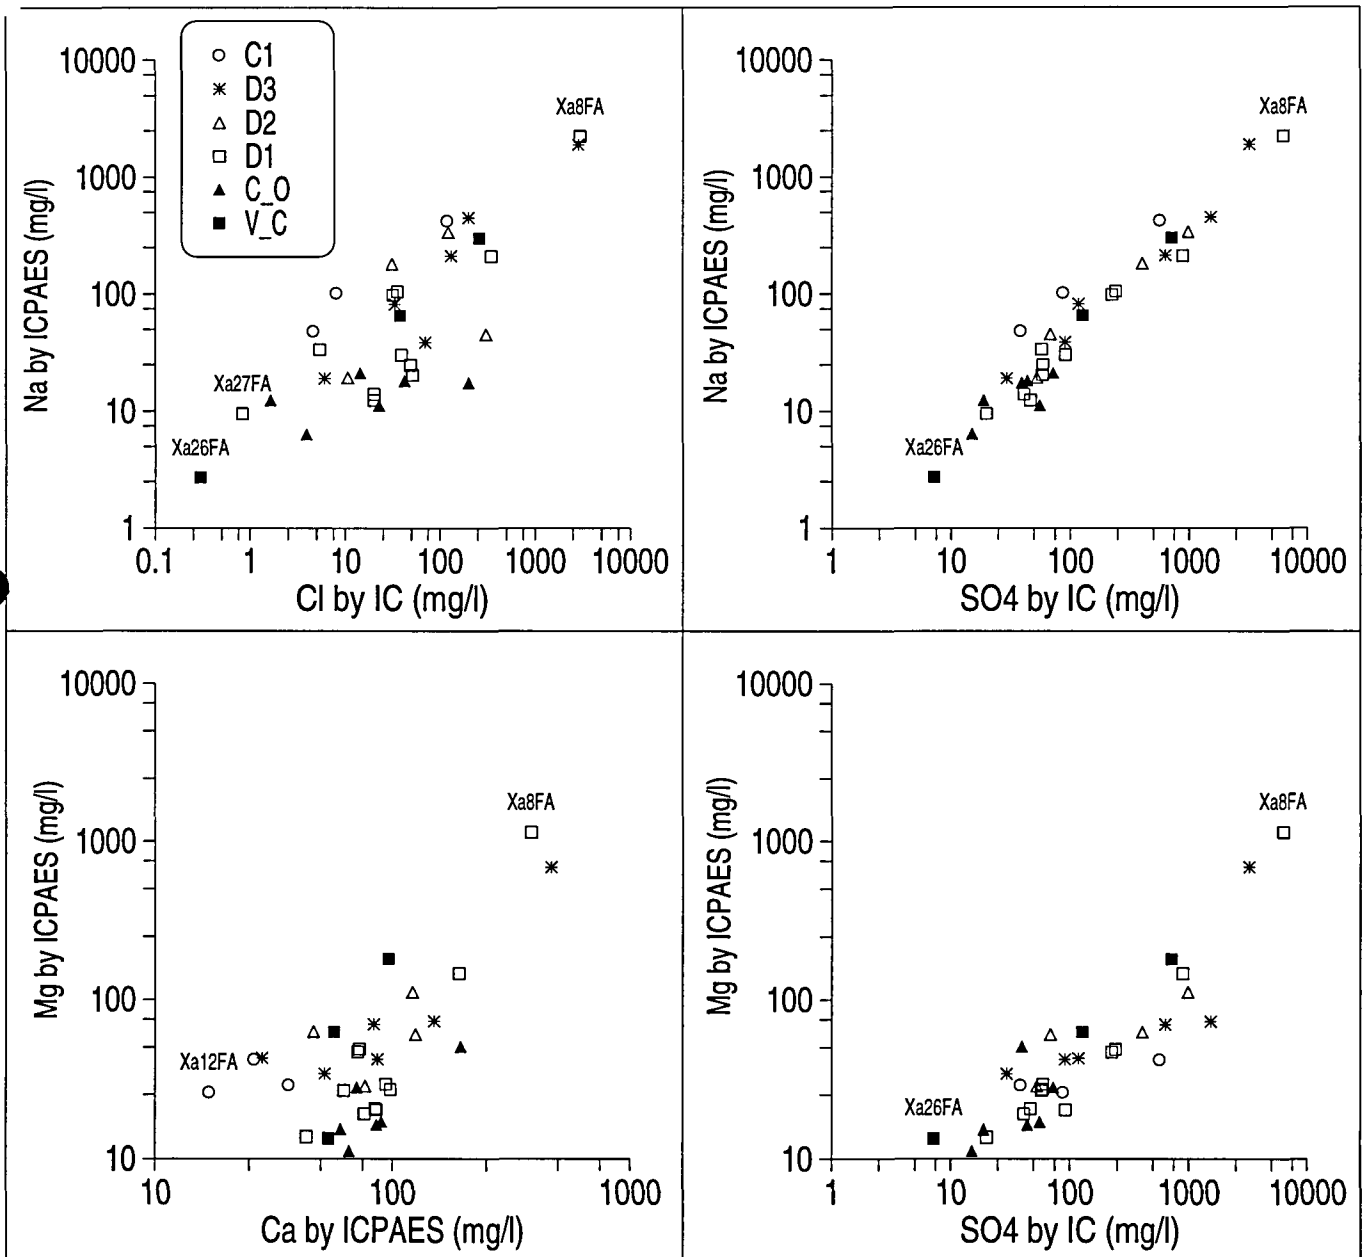 C1
D3
D2
D1
C_O
V_C
10000
1000
100
10
1
Na by ICPAES (mg/l)
Xa8FA
Xa27FA
Xa26FA
0.1 1 10 100 1000 10000
Cl by IC (mg/l)
10000
1000
100
10
1
Na by ICPAES (mg/l)
Xa8FA
Xa26FA
1 10 100 1000 10000
SO4 by IC (mg/l)
10000
1000
100
10
Mg by ICPAES (mg/l)
Xa8FA
Xa12FA
10 100 1000
Ca by ICPAES (mg/l)
10000
1000
100
10
Mg by ICPAES (mg/l)
Xa8FA
Xa26FA
1 10 100 1000 10000
SO4 by IC (mg/l)